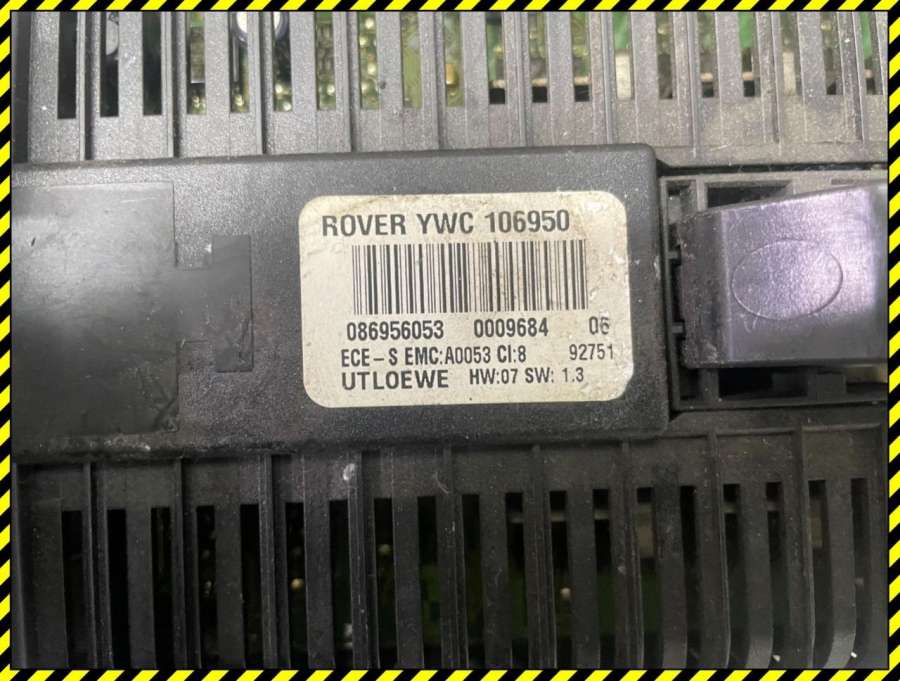 ROVER YWC 106950
086956053 0009684 06
ECE-S EMC:A0053 CI:8 92751
UTLOEWE HW:07 SW: 1.3